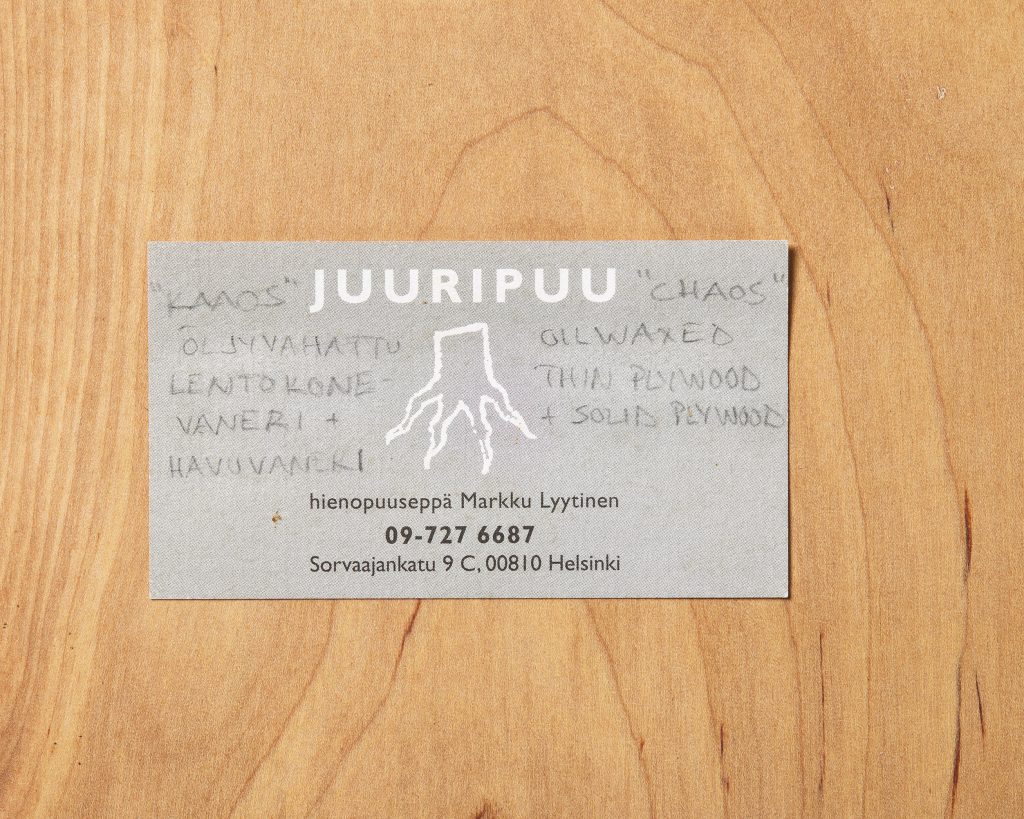 JUURIPUU
"KAAOS"
ÖLJYVAHATTU
LENTOKONE-
VANERI +
HAVUVANERI
"CHAOS"
OILWAXED
THIN PLYWOOD
+ SOLID PLYWOOD
hienopuuseppä Markku Lyytinen
09-727 6687
Sorvaajankatu 9 C, 00810 Helsinki